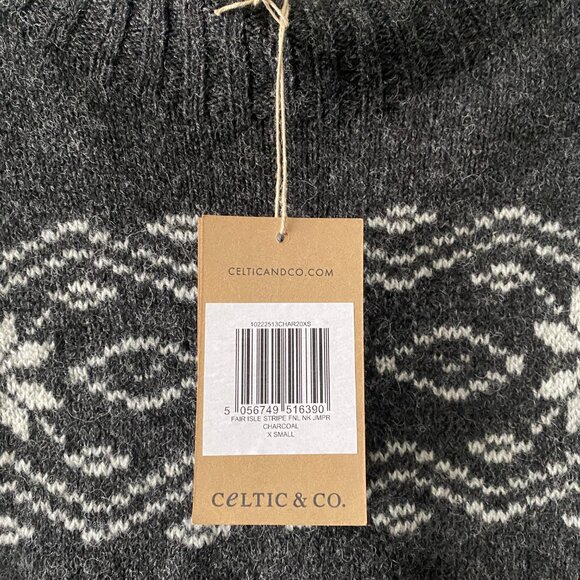 CELTICANDCO.COM
10222513CHAR20XS
5 056749 516390
FAIR ISLE STRIPE FNL NK JMPR
CHARCOAL
X SMALL
CeLTIC & CO.